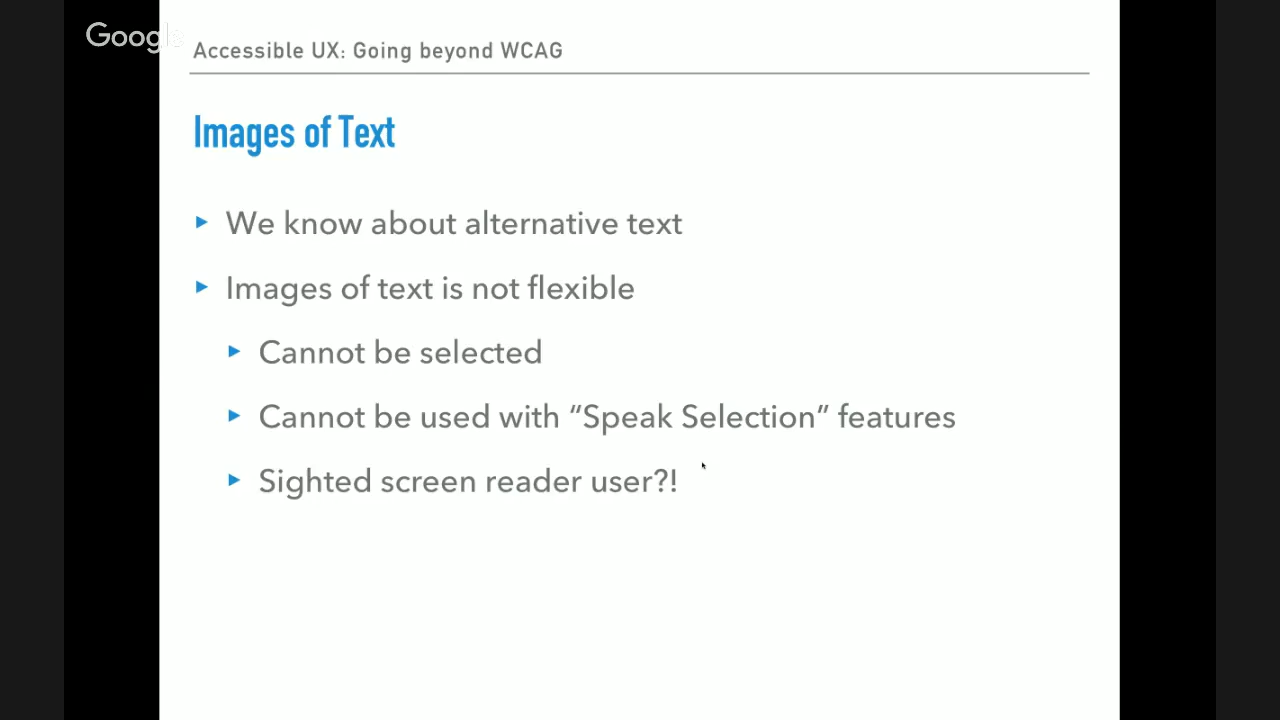 Google
Accessible UX: Going beyond WCAG
Images of Text
We know about alternative text
Images of text is not flexible
Cannot be selected
Cannot be used with “Speak Selection” features
Sighted screen reader user?!